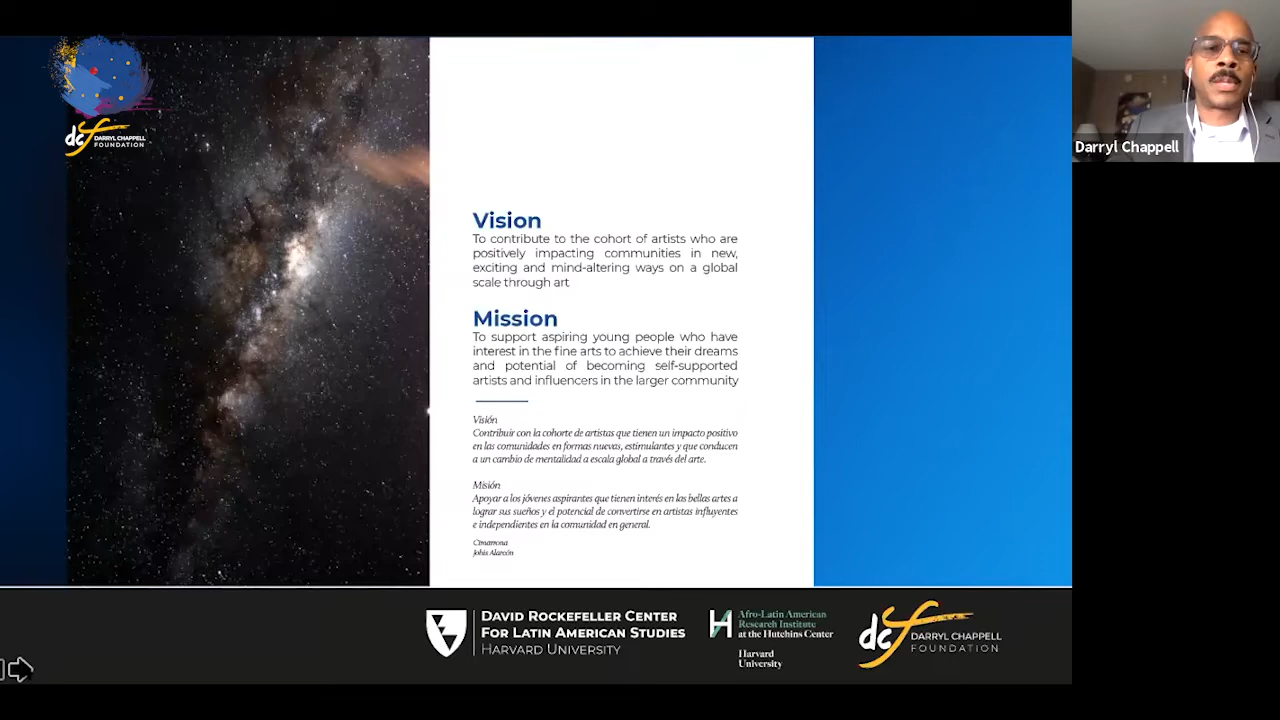 dcf DARRYL CHAPPELL
FOUNDATION
Vision
To contribute to the cohort of artists who are
positively impacting communities in new,
exciting and mind-altering ways on a global
scale through art
Mission
To support aspiring young people who have
interest in the fine arts to achieve their dreams
and potential of becoming self-supported
artists and influencers in the larger community
Visión
Contribuir con la cohorte de artistas que tienen un impacto positivo
en las comunidades en formas nuevas, estimulantes y que conducen
a un cambio de mentalidad a escala global a través del arte.
Misión
Apoyar a los jóvenes aspirantes que tienen interés en las bellas artes a
lograr sus sueños y el potencial de convertirse en artistas influyentes
e independientes en la comunidad en general.
Cimarrona
Johis Alarcón
Darryl Chappell
DAVID ROCKEFELLER CENTER
FOR LATIN AMERICAN STUDIES
HARVARD UNIVERSITY
Afro-Latin American
Research Institute
at the Hutchins Center
Harvard
University
dcf DARRYL CHAPPELL
FOUNDATION